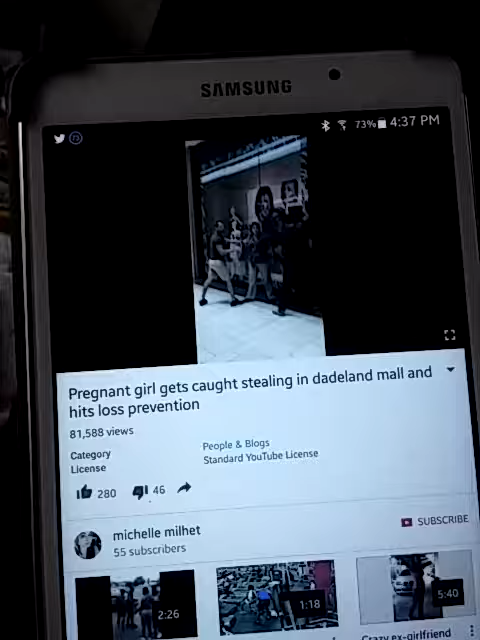 SAMSUNG
73% 4:37 PM
Pregnant girl gets caught stealing in dadeland mall and
hits loss prevention
81,588 views
Category People & Blogs
License Standard YouTube License
280 46
michelle milhet
55 subscribers
SUBSCRIBE
2:26
1:18
5:40
Crazy ex-girlfriend